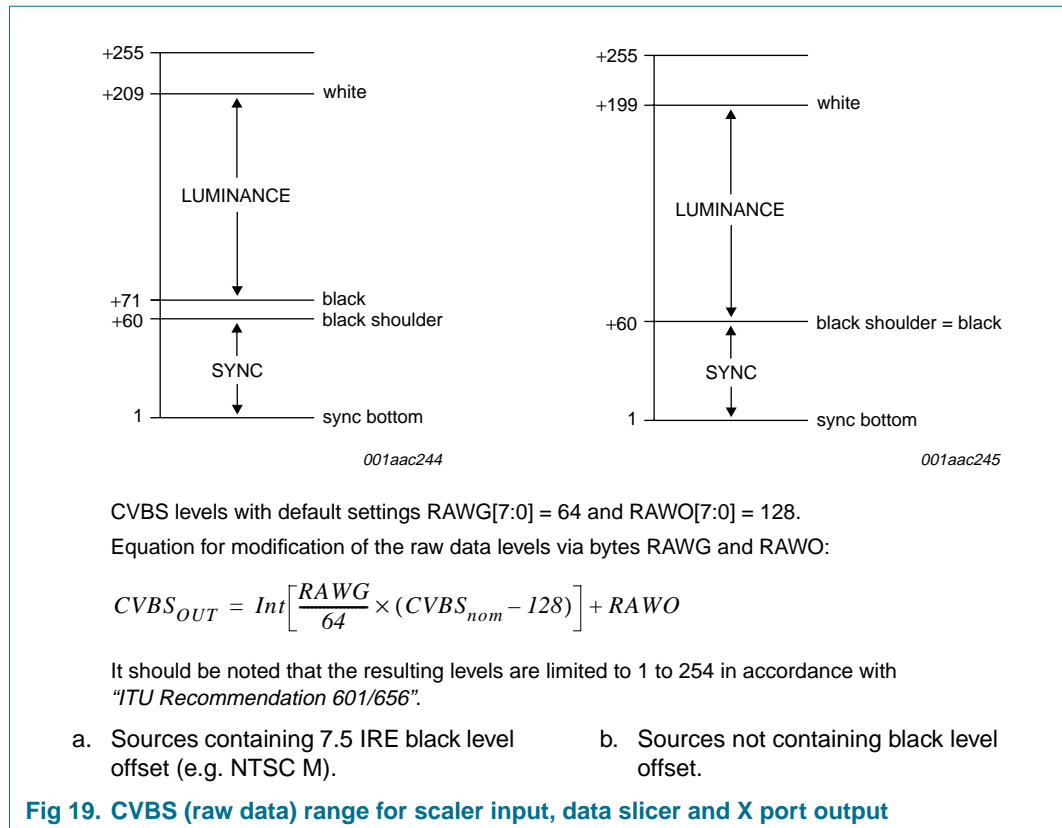 +255
+209
white
LUMINANCE
+71
black
+60
black shoulder
SYNC
1
sync bottom
001aac244
+255
+199
white
LUMINANCE
+60
black shoulder = black
SYNC
1
sync bottom
001aac245
CVBS levels with default settings RAWG[7:0] = 64 and RAWO[7:0] = 128.
Equation for modification of the raw data levels via bytes RAWG and RAWO:
CVBS_OUT = Int[RAWG/64 × (CVBS_nom – 128)] + RAWO
It should be noted that the resulting levels are limited to 1 to 254 in accordance with
“ITU Recommendation 601/656”.
a. Sources containing 7.5 IRE black level
offset (e.g. NTSC M).
b. Sources not containing black level
offset.
Fig 19. CVBS (raw data) range for scaler input, data slicer and X port output